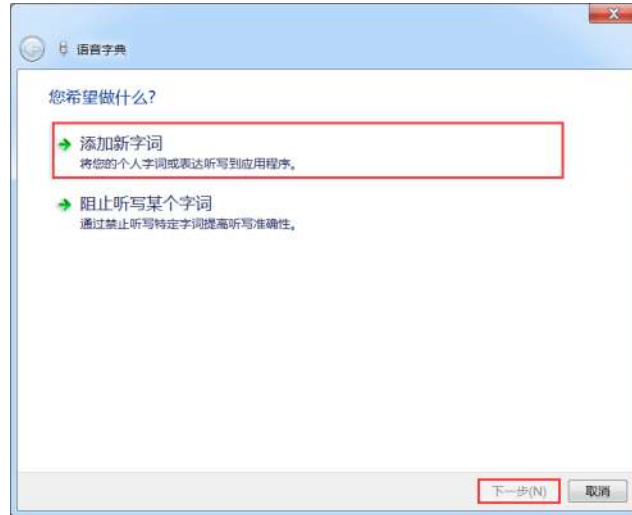 语音字典
您希望做什么?
添加新字词
将您的个人字词或表达听写到应用程序。
阻止听写某个字词
通过禁止听写特定字词提高听写准确性。
下一步(N)
取消